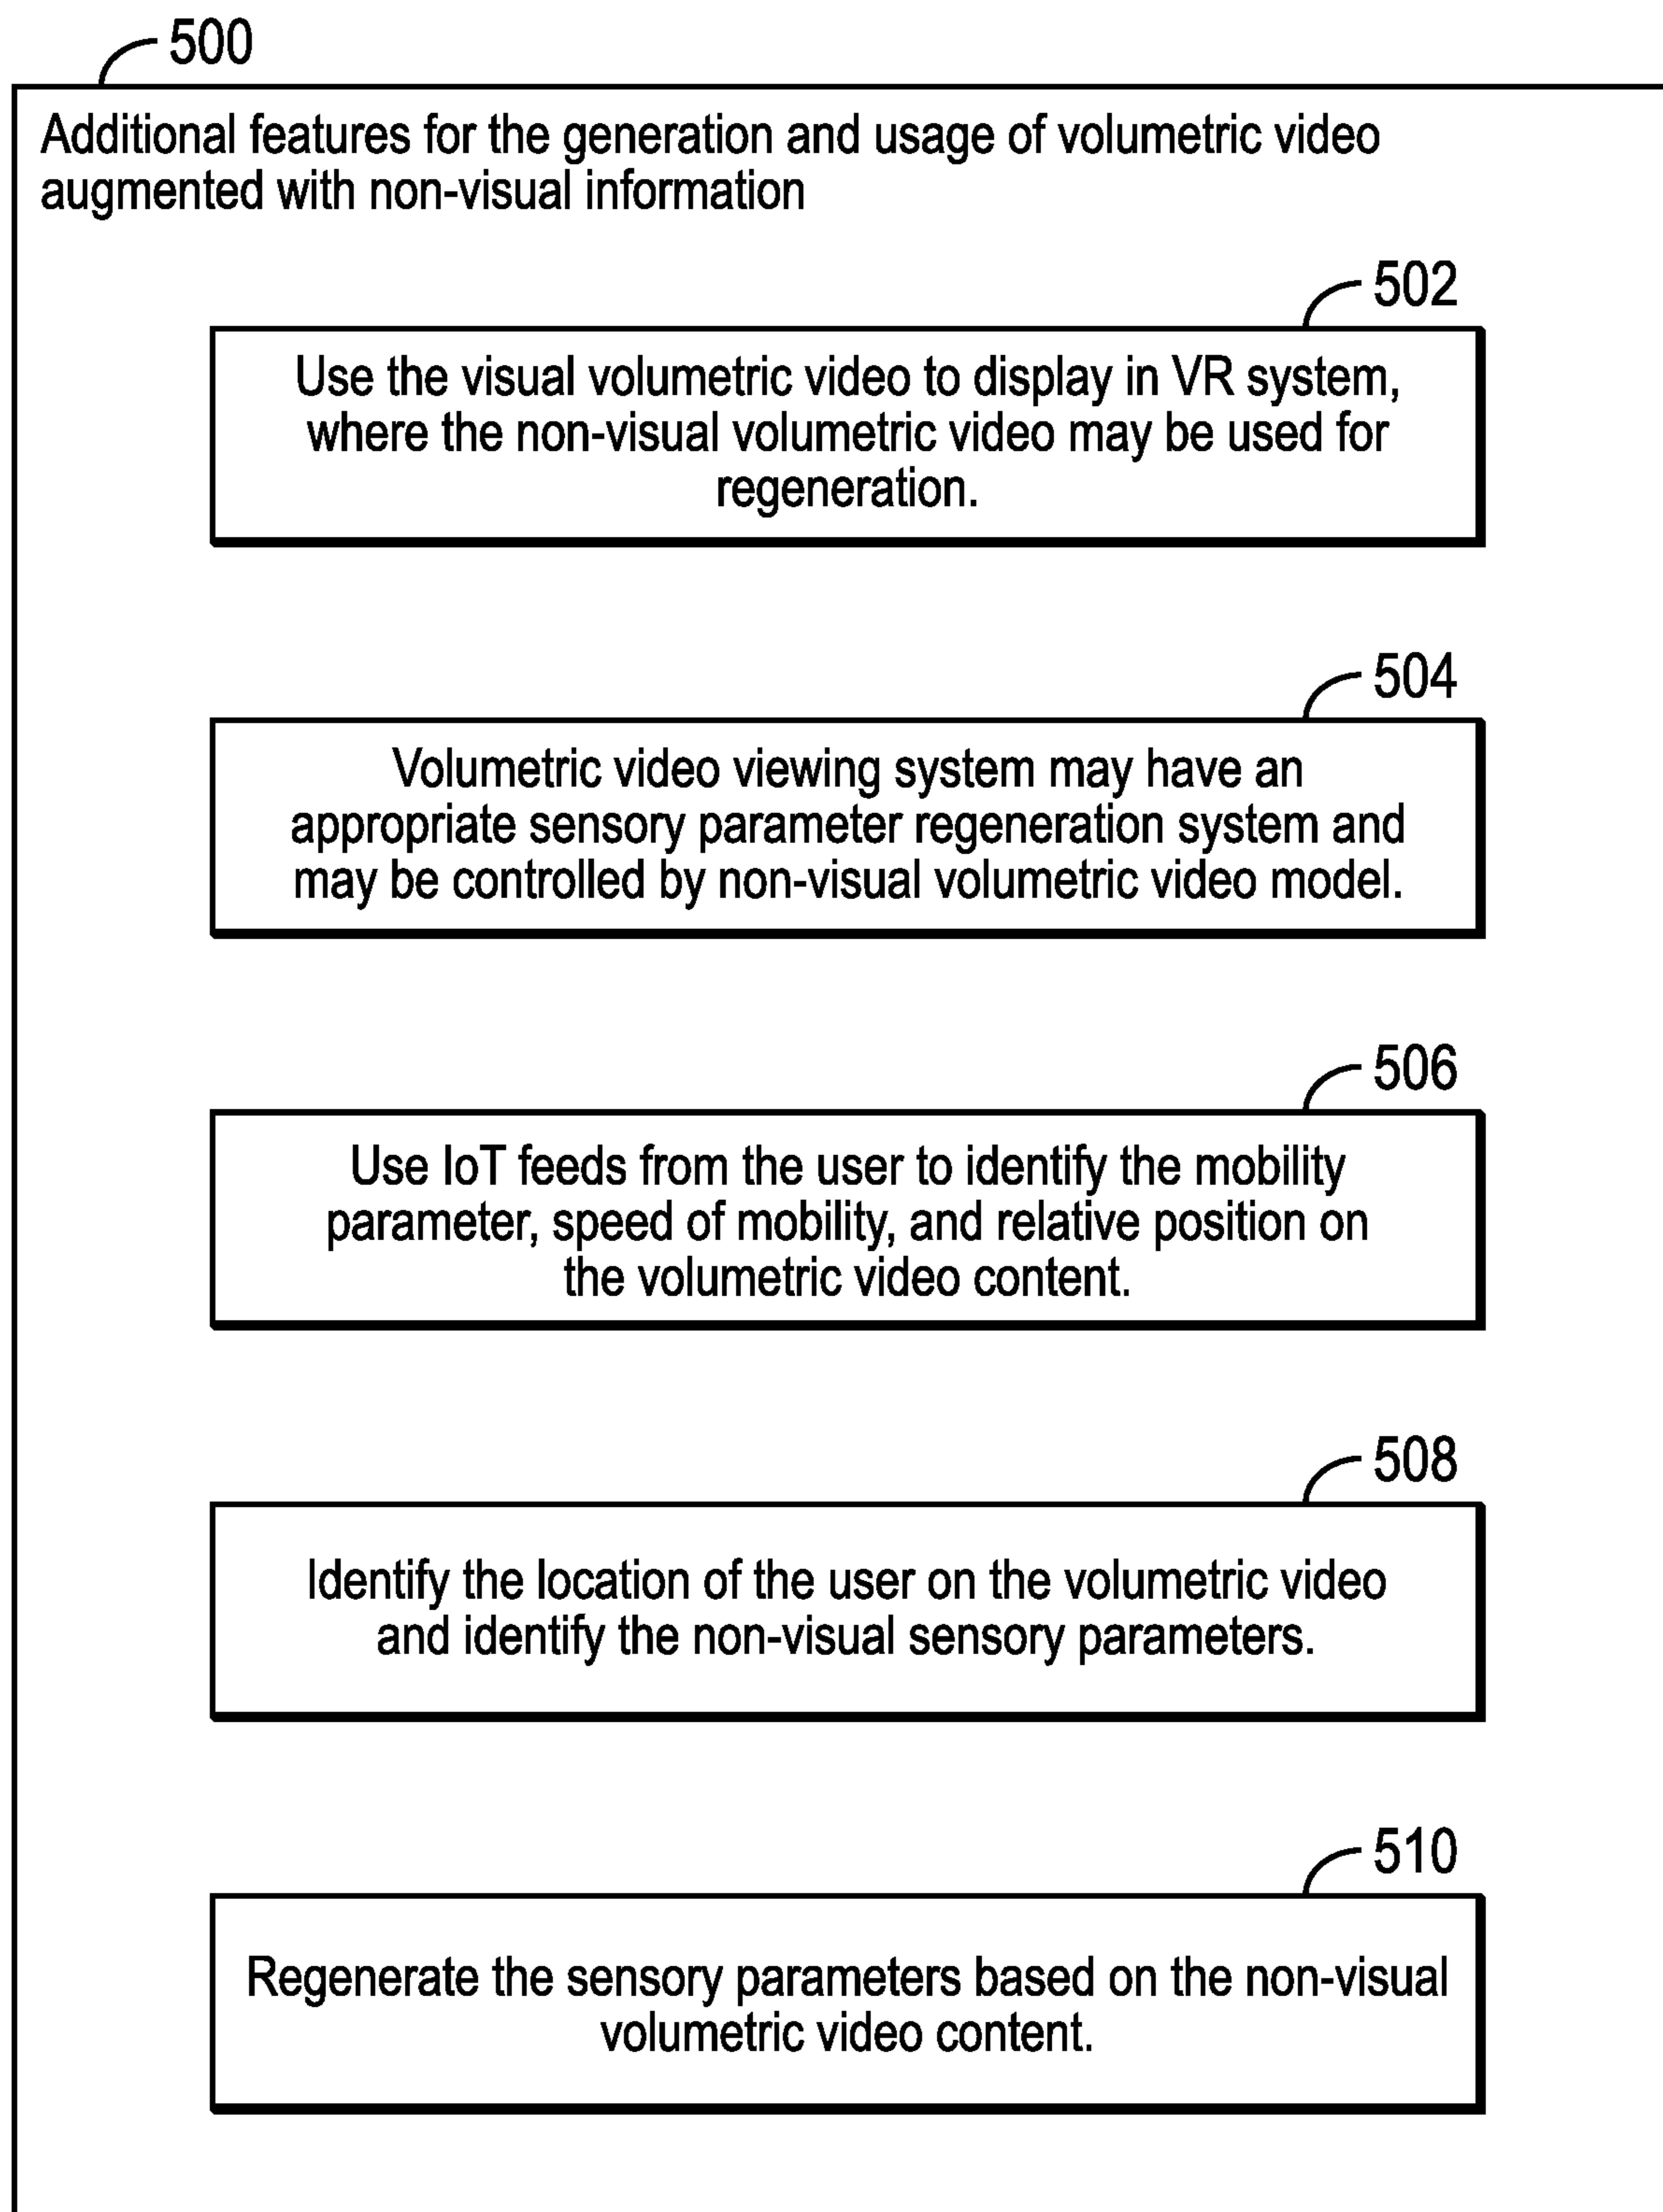 500
Additional features for the generation and usage of volumetric video
augmented with non-visual information
502
Use the visual volumetric video to display in VR system,
where the non-visual volumetric video may be used for
regeneration.
504
Volumetric video viewing system may have an
appropriate sensory parameter regeneration system and
may be controlled by non-visual volumetric video model.
506
Use IoT feeds from the user to identify the mobility
parameter, speed of mobility, and relative position on
the volumetric video content.
508
Identify the location of the user on the volumetric video
and identify the non-visual sensory parameters.
510
Regenerate the sensory parameters based on the non-visual
volumetric video content.